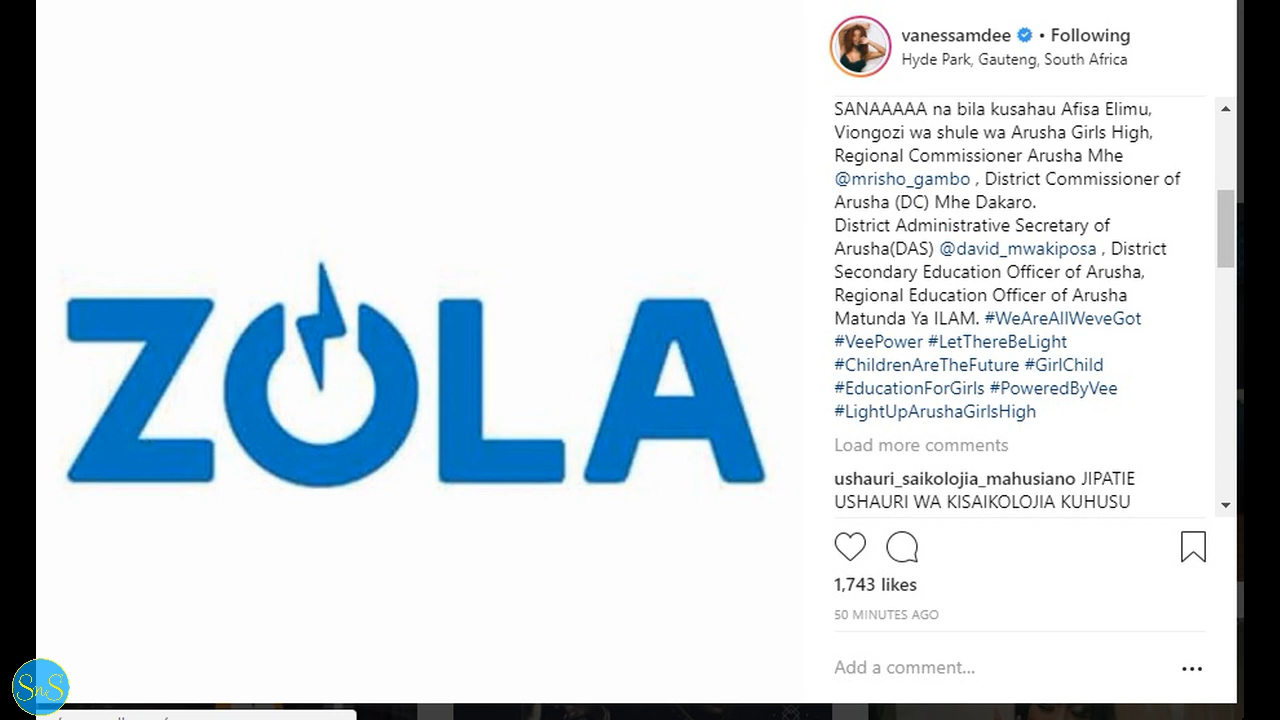 ZOLA
vanessamdee • Following
Hyde Park, Gauteng, South Africa
SANAAAAA na bila kusahau Afisa Elimu,
Viongozi wa shule wa Arusha Girls High,
Regional Commissioner Arusha Mhe
@mrisho_gambo , District Commissioner of
Arusha (DC) Mhe Dakaro.
District Administrative Secretary of
Arusha(DAS) @david_mwakiposa , District
Secondary Education Officer of Arusha,
Regional Education Officer of Arusha
Matunda Ya ILAM. #WeAreAllWeveGot
#VeePower #LetThereBeLight
#ChildrenAreTheFuture #GirlChild
#EducationForGirls #PoweredByVee
#LightUpArushaGirlsHigh
Load more comments
ushauri_saikolojia_mahusiano JIPATIE
USHAURI WA KISAIKOLOJIA KUHUSU
1,743 likes
50 MINUTES AGO
Add a comment...
SnS